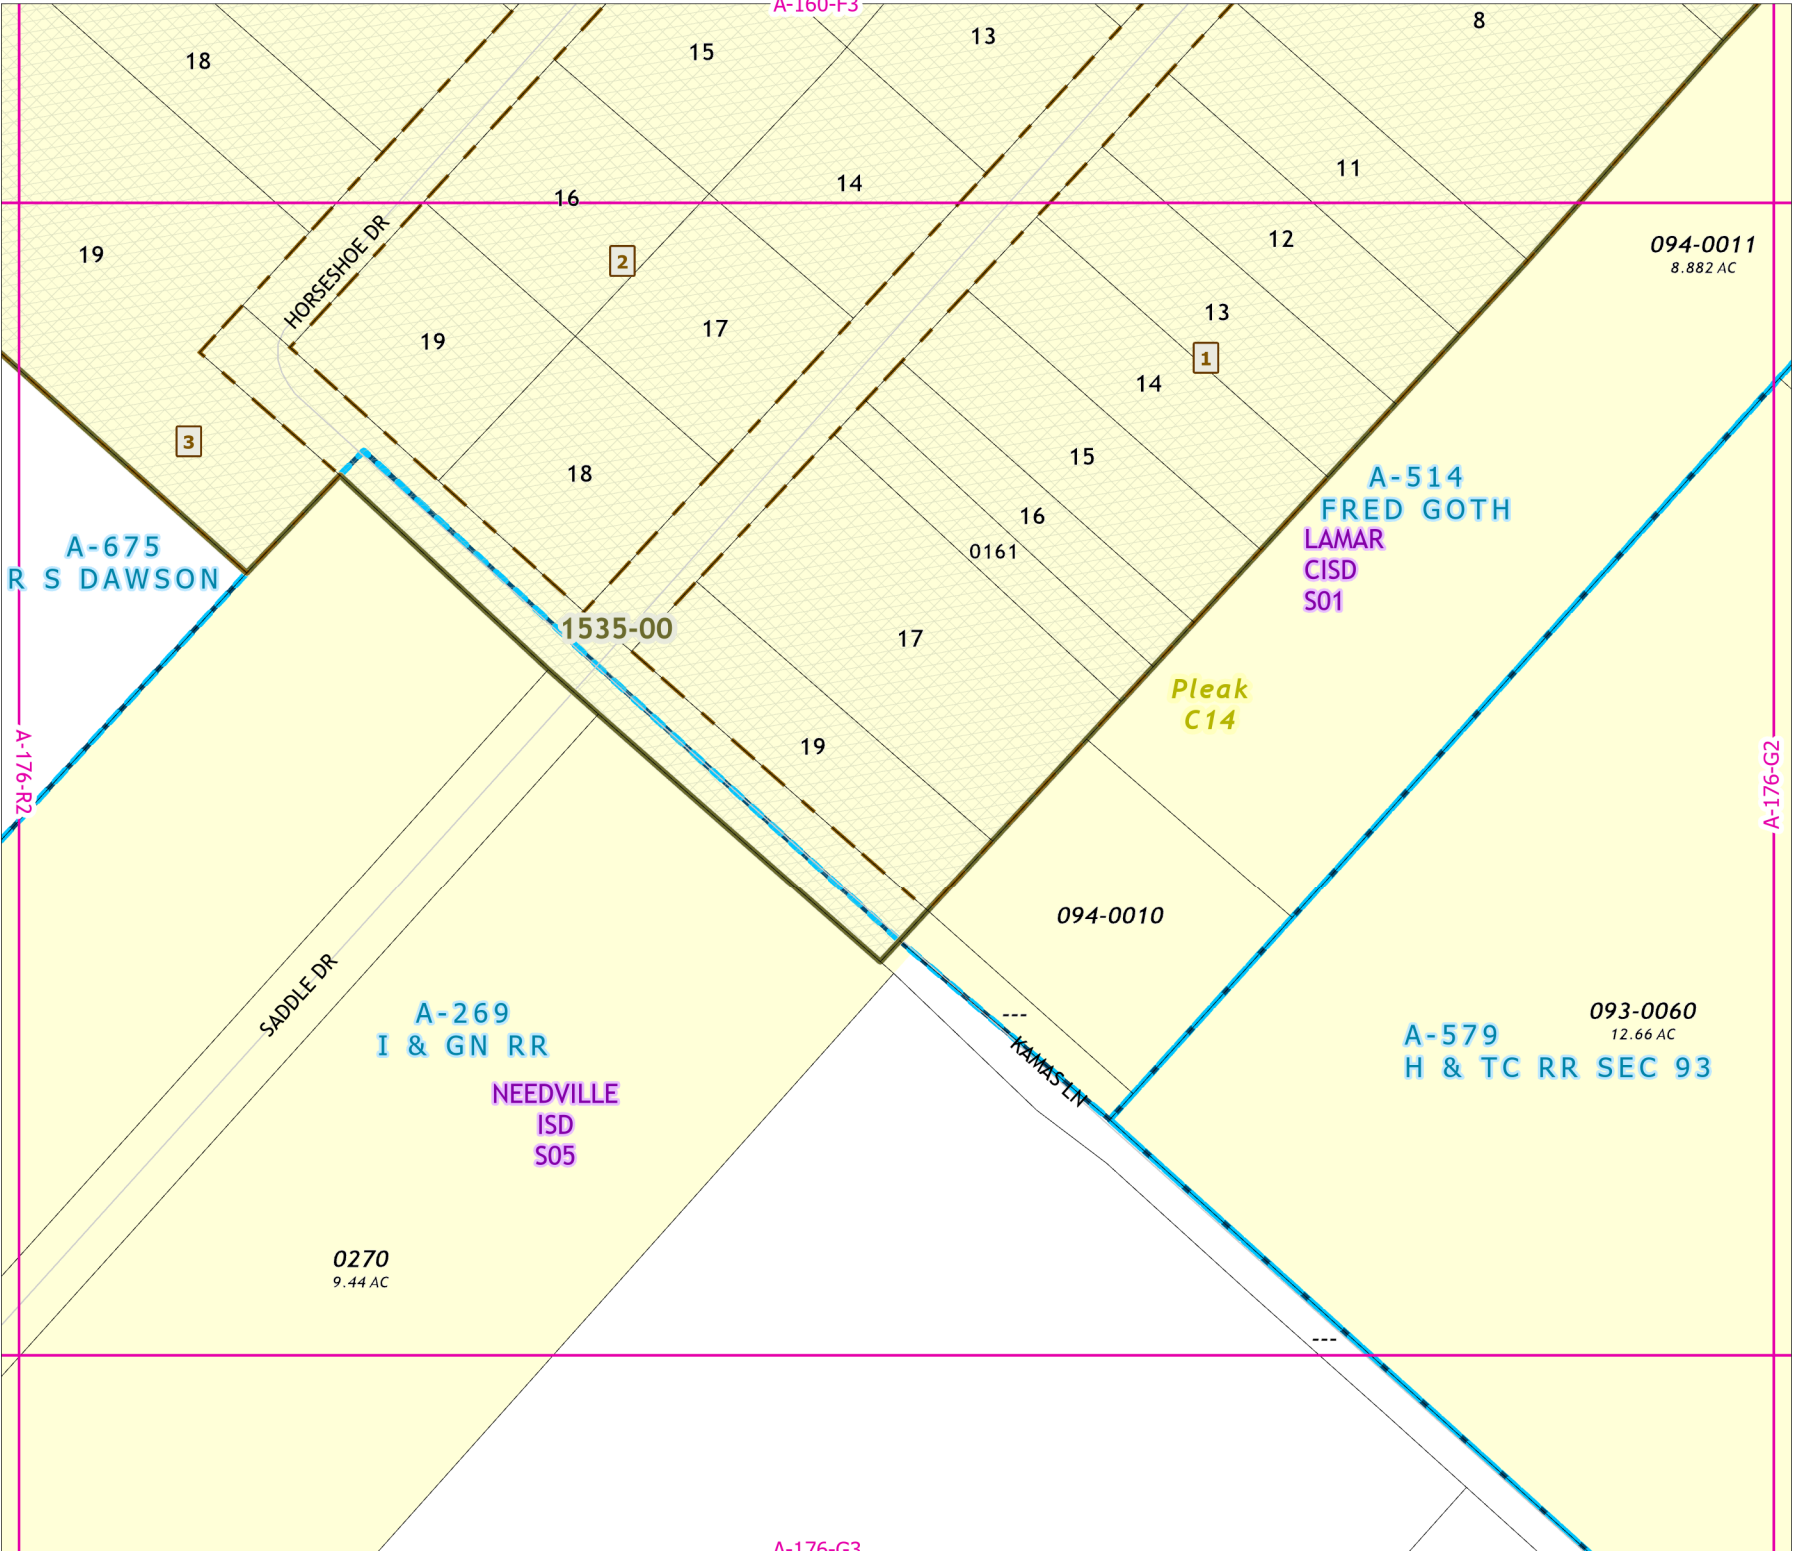 A-160-F3
8
13
15
18
11
14
16
HORSESHOE DR
12
094-0011
8.882 AC
19
2
13
17
19
1
14
3
15
18
A-514
FRED GOTH
LAMAR
CISD
S01
16
0161
A-675
R S DAWSON
1535-00
17
Pleak
C14
19
A-176-R2
A-176-G2
094-0010
SADDLE DR
A-269
I & GN RR
---
KAMAS LN
093-0060
12.66 AC
A-579
H & TC RR SEC 93
NEEDVILLE
ISD
S05
0270
9.44 AC
---
A-176-G3